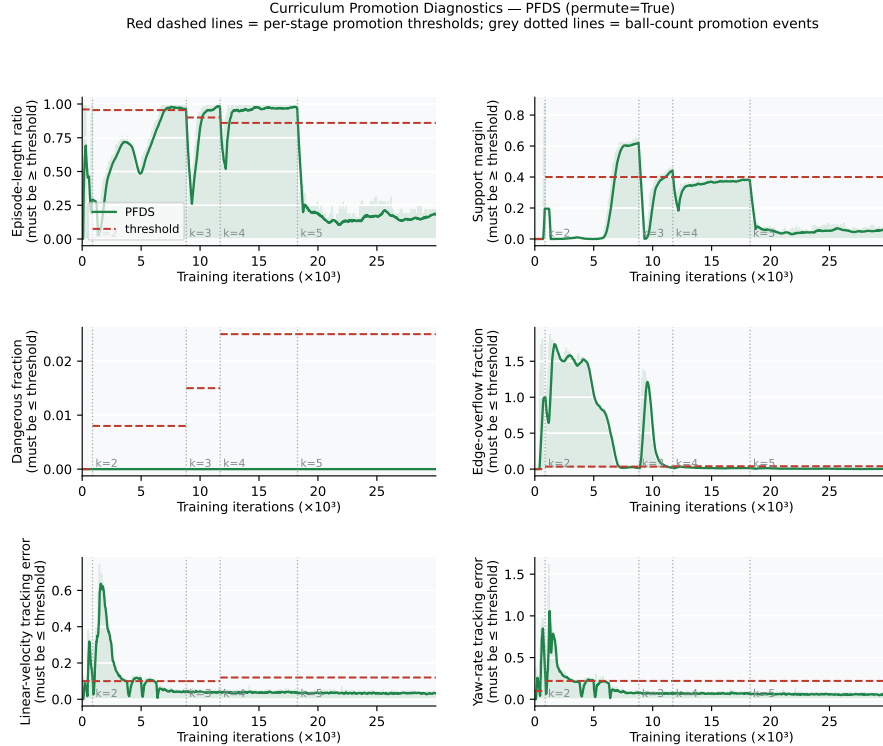 Curriculum Promotion Diagnostics — PFDS (permute=True)
Red dashed lines = per-stage promotion thresholds; grey dotted lines = ball-count promotion events
Episode-length ratio
(must be ≥ threshold)
1.00
0.75
0.50
0.25
0.00
PFDS
threshold
k=2
k=3
k=4
k=5
0
5
10
15
20
25
Training iterations (×10³)
Support margin
(must be ≥ threshold)
0.8
0.6
0.4
0.2
0.0
k=2
k=3
k=4
k=5
0
5
10
15
20
25
Training iterations (×10³)
Dangerous fraction
(must be ≤ threshold)
0.02
0.01
0.00
k=2
k=3
k=4
k=5
0
5
10
15
20
25
Training iterations (×10³)
Edge-overflow fraction
(must be ≤ threshold)
1.5
1.0
0.5
0.0
k=2
k=3
k=4
k=5
0
5
10
15
20
25
Training iterations (×10³)
Linear-velocity tracking error
(must be ≤ threshold)
0.6
0.4
0.2
0.0
k=2
k=3
k=4
k=5
0
5
10
15
20
25
Training iterations (×10³)
Yaw-rate tracking error
(must be ≤ threshold)
1.5
1.0
0.5
0.0
k=2
k=3
k=4
k=5
0
5
10
15
20
25
Training iterations (×10³)